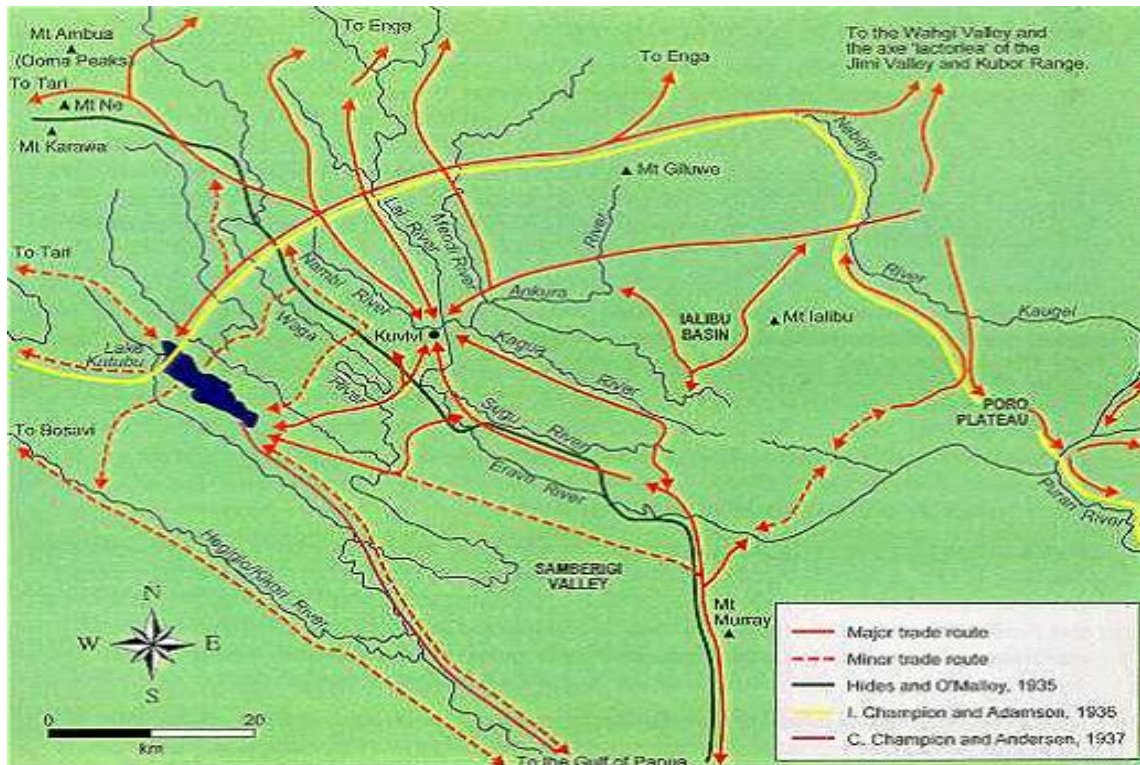 Mt Ambua
(Ooma Peaks)
To Enga
To Tari
Mt Ne
Mt Karawa
To Enga
To the Wahgi Valley and
the axe 'factories' of the
Jimi Valley and Kubor Range.
Nebilyer
River
Mt Giluwe
River
Lai River
Mendi River
To Tari
Nembi River
Ankura
Kaugel
Waga
River
Kuvivi
IALIBU
BASIN
Mt Ialibu
Kagua
River
Lake
Kutubu
Sugu River
PORO
PLATEAU
To Bosavi
Erave River
Purari River
Hegigio/Kikori River
SAMBERIGI
VALLEY
Mt
Murray
N
W
E
S
0
20
km
To the Gulf of Papua
Major trade route
Minor trade route
Hides and O'Malley, 1935
I. Champion and Adamson, 1936
C. Champion and Andersen, 1937